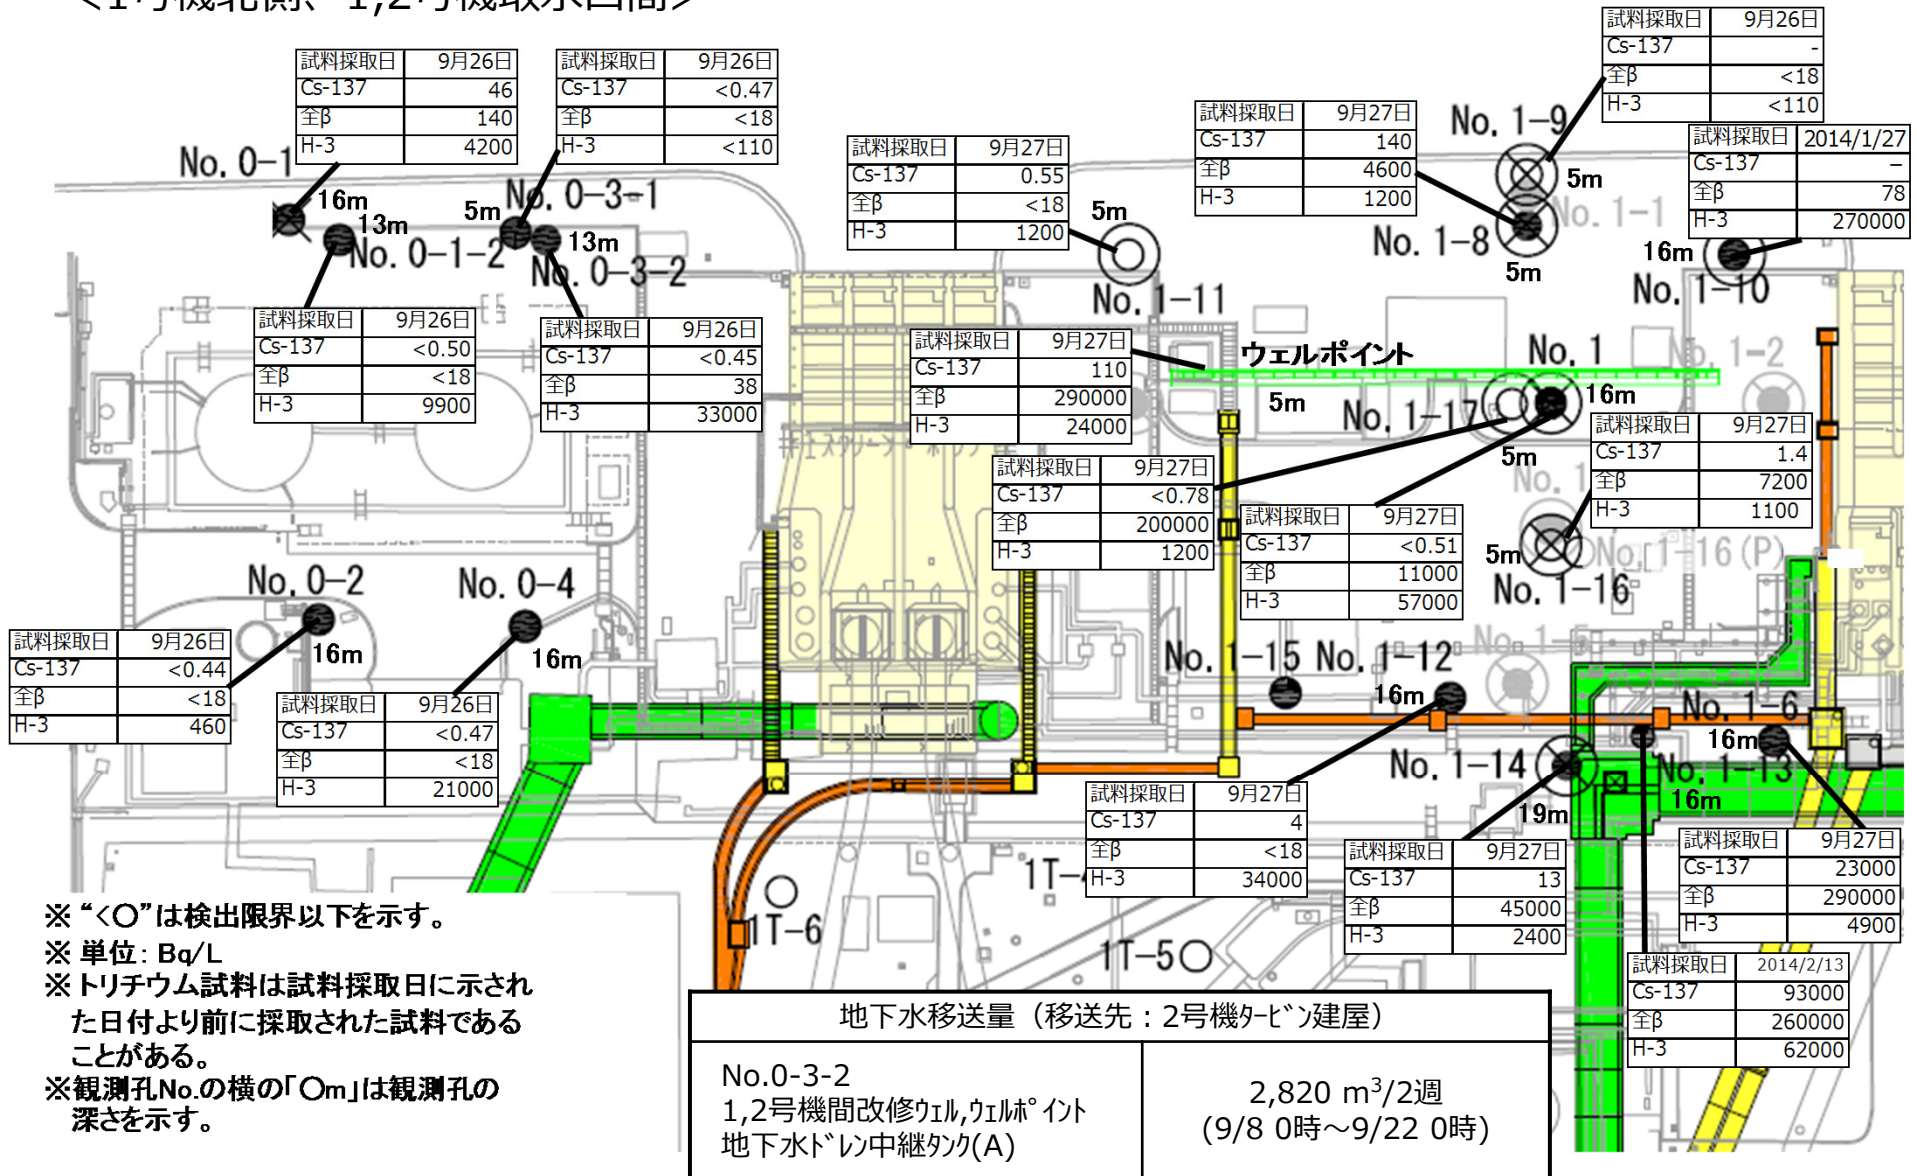 <1号機北側、1,2号機取水口間>
試料採取日 9月26日
Cs-137 46
全β 140
H-3 4200
試料採取日 9月26日
Cs-137 <0.47
全β <18
H-3 <110
試料採取日 9月27日
Cs-137 0.55
全β <18
H-3 1200
試料採取日 9月27日
Cs-137 140
全β 4600
H-3 1200
試料採取日 9月26日
Cs-137 -
全β <18
H-3 <110
試料採取日 2014/1/27
Cs-137 –
全β 78
H-3 270000
No. 0-1
16m
13m
No. 0-1-2
5m
No. 0-3-1
13m
No. 0-3-2
5m
No. 1-11
No. 1-9
5m
No. 1-1
No. 1-8
5m
16m
No. 1-10
試料採取日 9月26日
Cs-137 <0.50
全β <18
H-3 9900
試料採取日 9月26日
Cs-137 <0.45
全β 38
H-3 33000
試料採取日 9月27日
Cs-137 110
全β 290000
H-3 24000
ウェルポイント
5m
No. 1
16m
No. 1-17
5m
No. 1-2
試料採取日 9月27日
Cs-137 <0.78
全β 200000
H-3 1200
試料採取日 9月27日
Cs-137 <0.51
全β 11000
H-3 57000
試料採取日 9月27日
Cs-137 1.4
全β 7200
H-3 1100
5m
No. 1-16(P)
No. 1-16
No. 0-2
16m
No. 0-4
16m
試料採取日 9月26日
Cs-137 <0.44
全β <18
H-3 460
試料採取日 9月26日
Cs-137 <0.47
全β <18
H-3 21000
No. 1-15
No. 1-12
16m
No. 1-5
No. 1-6
16m
No. 1-14
19m
No. 1-13
16m
試料採取日 9月27日
Cs-137 4
全β <18
H-3 34000
試料採取日 9月27日
Cs-137 13
全β 45000
H-3 2400
試料採取日 9月27日
Cs-137 23000
全β 290000
H-3 4900
試料採取日 2014/2/13
Cs-137 93000
全β 260000
H-3 62000
1T-6
1T-5
※ “<○”は検出限界以下を示す。
※ 単位: Bq/L
※ トリチウム試料は試料採取日に示され
た日付より前に採取された試料である
ことがある。
※観測孔No.の横の「○m」は観測孔の
深さを示す。
地下水移送量（移送先：2号機ﾀｰﾋﾞﾝ建屋）
No.0-3-2
1,2号機間改修ｳｪﾙ,ｳｪﾙﾎﾟｲﾝﾄ
地下水ﾄﾞﾚﾝ中継ﾀﾝｸ(A)
2,820 m³/2週
(9/8 0時～9/22 0時)